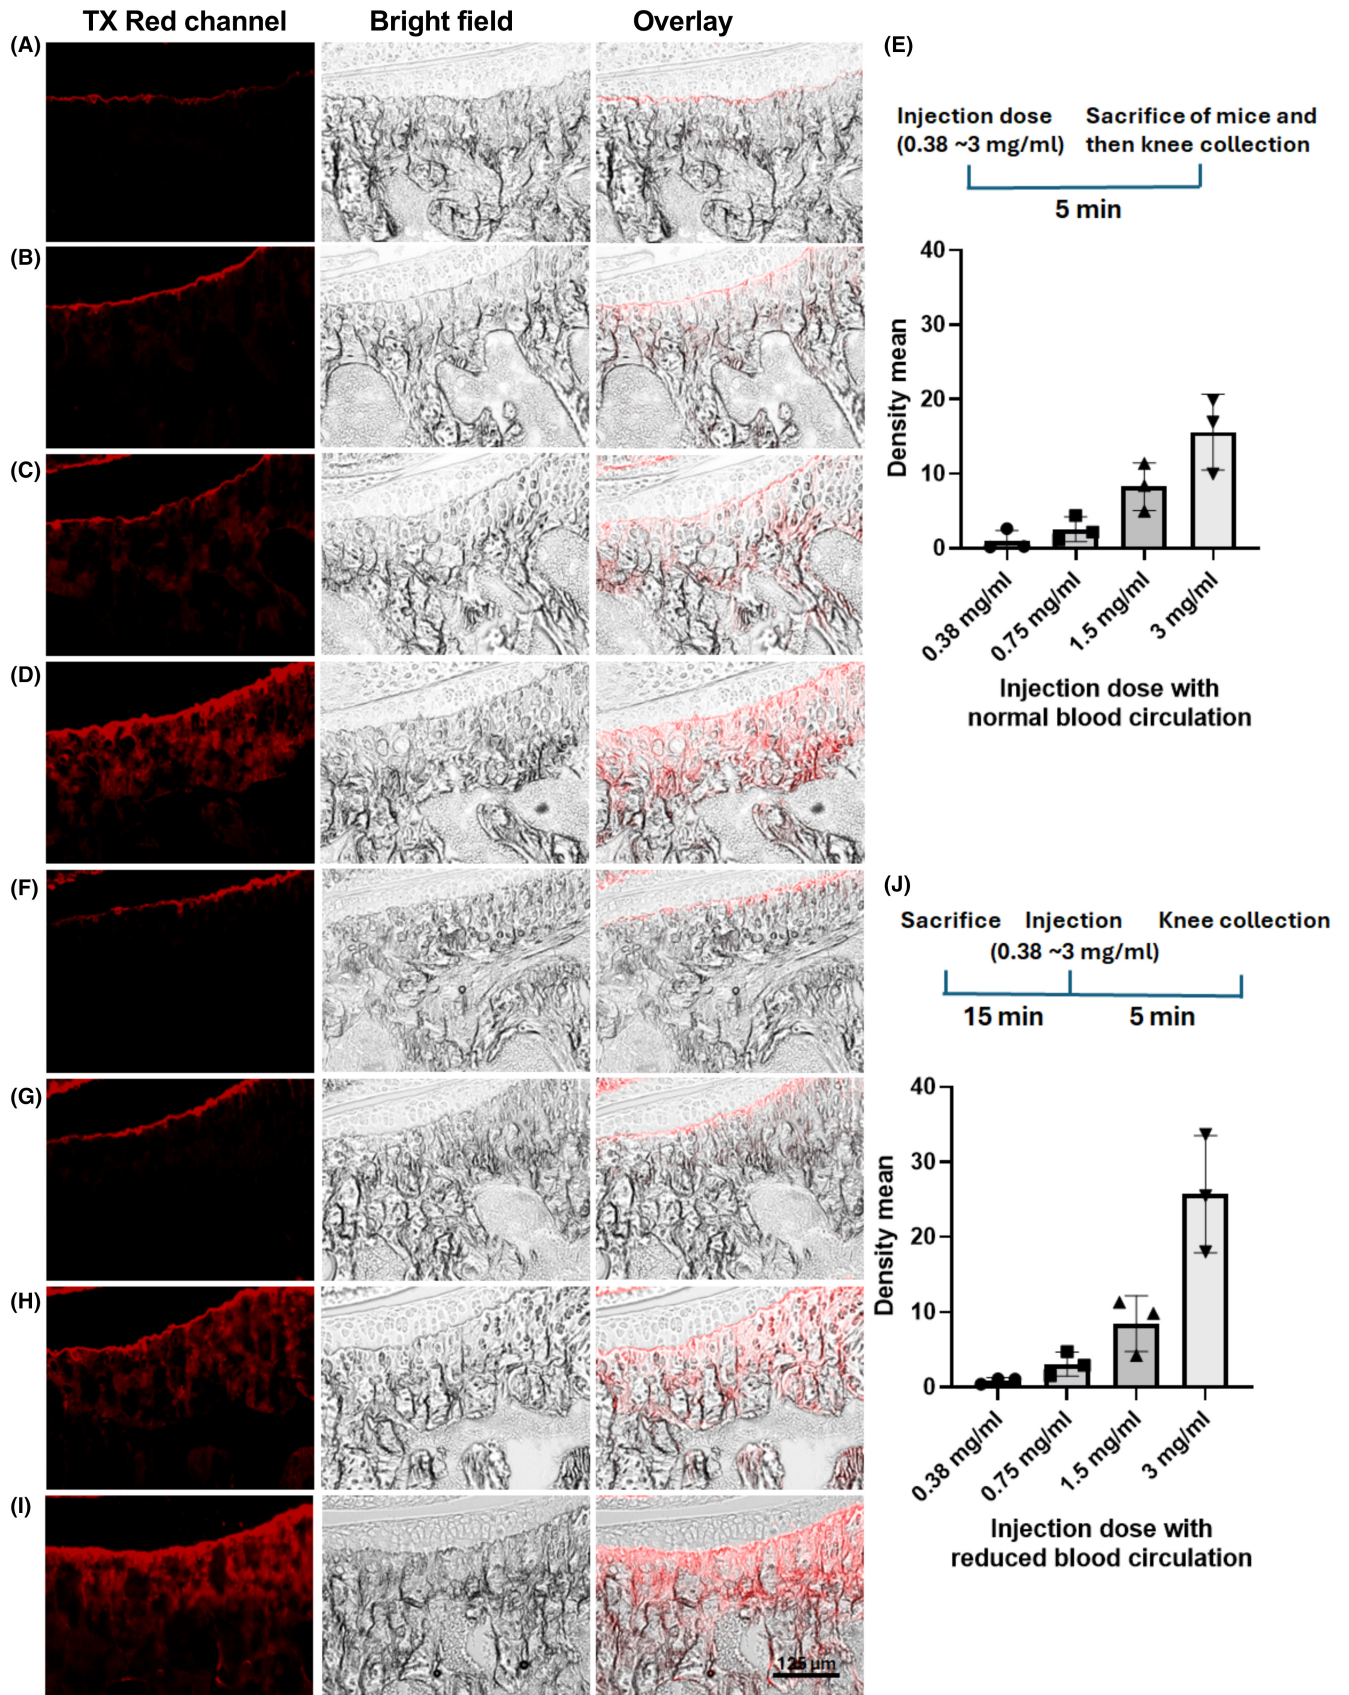 TX Red channel
Bright field
Overlay
(A)
(B)
(C)
(D)
(F)
(G)
(H)
(I)
125 µm
(E)
Injection dose
(0.38 ~3 mg/ml)
Sacrifice of mice and
then knee collection
5 min
Density mean
40
30
20
10
0
0.38 mg/ml
0.75 mg/ml
1.5 mg/ml
3 mg/ml
Injection dose with
normal blood circulation
(J)
Sacrifice
Injection
(0.38 ~3 mg/ml)
Knee collection
15 min
5 min
Density mean
40
30
20
10
0
0.38 mg/ml
0.75 mg/ml
1.5 mg/ml
3 mg/ml
Injection dose with
reduced blood circulation